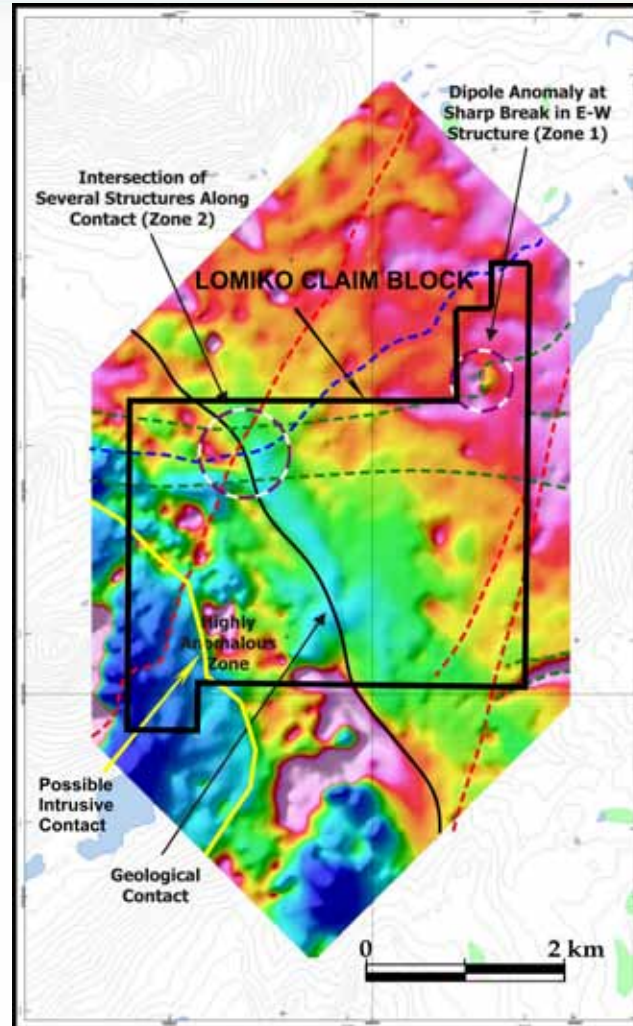 Dipole Anomaly at
Sharp Break in E-W
Structure (Zone 1)
Intersection of
Several Structures Along
Contact (Zone 2)
LOMIKO CLAIM BLOCK
Highly
Anomalous
Zone
Possible
Intrusive
Contact
Geological
Contact
0 2 km